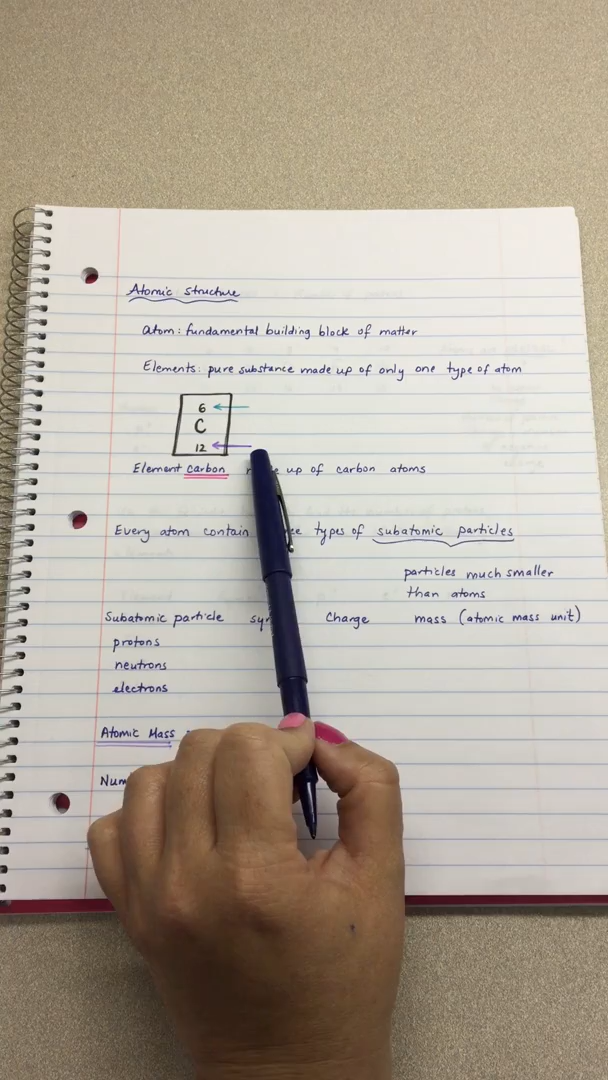 Atomic structure
atom: fundamental building block of matter
Elements: pure substance made up of only one type of atom
6
C
12
Element carbon up of carbon atoms
Every atom contain types of subatomic particles
particles much smaller
than atoms
Subatomic particle Charge mass (atomic mass unit)
protons
neutrons
electrons
Atomic Mass